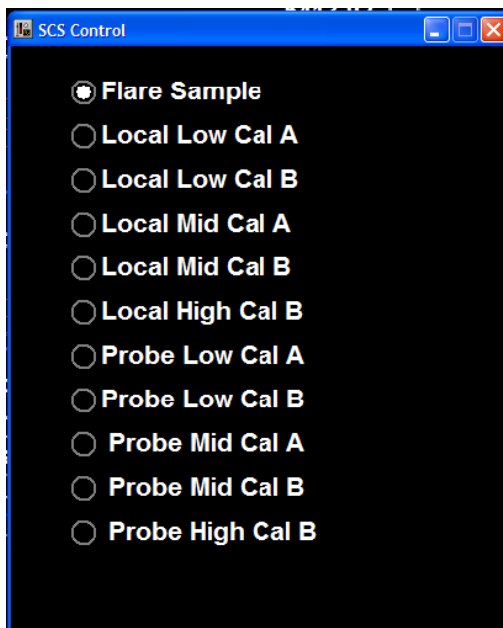 SCS Control
Flare Sample
Local Low Cal A
Local Low Cal B
Local Mid Cal A
Local Mid Cal B
Local High Cal B
Probe Low Cal A
Probe Low Cal B
Probe Mid Cal A
Probe Mid Cal B
Probe High Cal B